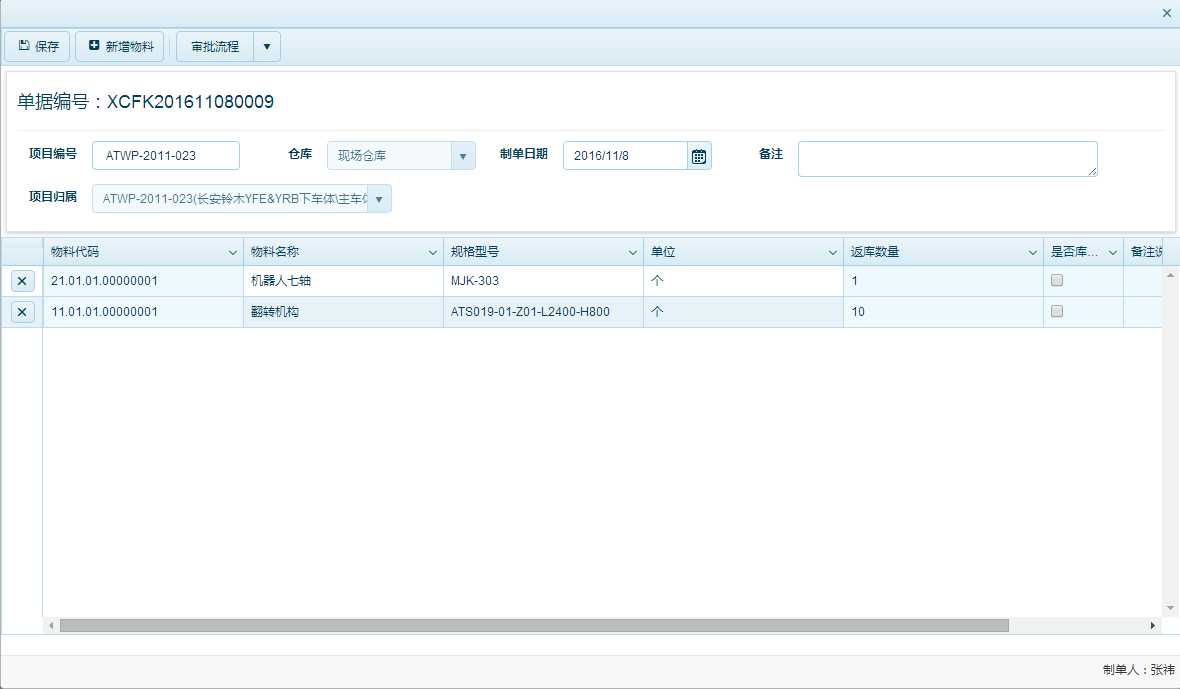 保存 新增物料 审批流程
单据编号：XCFK201611080009
项目编号 ATWP-2011-023 仓库 现场仓库 制单日期 2016/11/8 备注
项目归属 ATWP-2011-023(长安铃木YFE&YRB下车体\主车体
物料代码 物料名称 规格型号 单位 返库数量 是否库... 备注说
21.01.01.00000001 机器人七轴 MJK-303 个 1
11.01.01.00000001 翻转机构 ATS019-01-Z01-L2400-H800 个 10
制单人：张祎